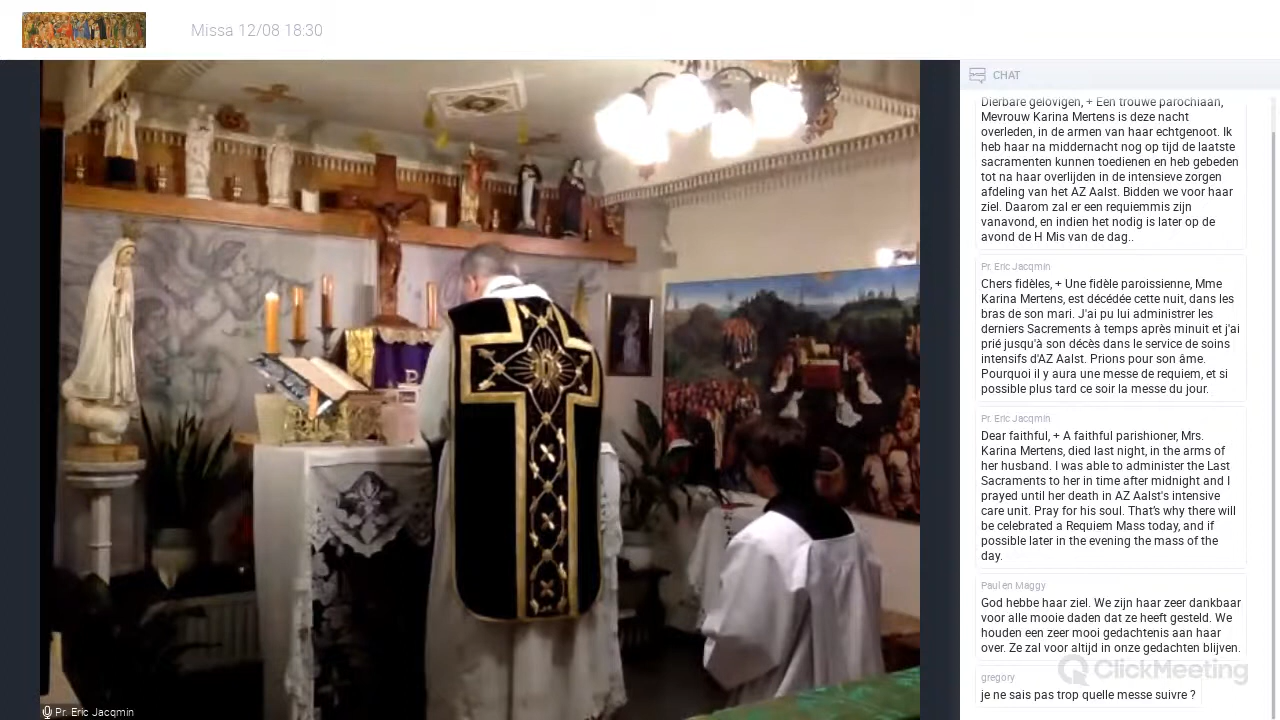 Missa 12/08 18:30
CHAT
Dierbare gelovigen, + Een trouwe parochiaan,
Mevrouw Karina Mertens is deze nacht
overleden, in de armen van haar echtgenoot. Ik
heb haar na middernacht nog op tijd de laatste
sacramenten kunnen toedienen en heb gebeden
tot na haar overlijden in de intensieve zorgen
afdeling van het AZ Aalst. Bidden we voor haar
ziel. Daarom zal er een requiemmis zijn
vanavond, en indien het nodig is later op de
avond de H Mis van de dag..
Pr. Eric Jacqmin
Chers fidèles, + Une fidèle paroissienne, Mme
Karina Mertens, est décédée cette nuit, dans les
bras de son mari. J'ai pu lui administrer les
derniers Sacrements à temps après minuit et j'ai
prié jusqu'à son décès dans le service de soins
intensifs d'AZ Aalst. Prions pour son âme.
Pourquoi il y aura une messe de requiem, et si
possible plus tard ce soir la messe du jour.
Pr. Eric Jacqmin
Dear faithful, + A faithful parishioner, Mrs.
Karina Mertens, died last night, in the arms of
her husband. I was able to administer the Last
Sacraments to her in time after midnight and I
prayed until her death in AZ Aalst's intensive
care unit. Pray for his soul. That's why there will
be celebrated a Requiem Mass today, and if
possible later in the evening the mass of the
day.
Paul en Maggy
God hebbe haar ziel. We zijn haar zeer dankbaar
voor alle mooie daden dat ze heeft gesteld. We
houden een zeer mooi gedachtenis aan haar
over. Ze zal voor altijd in onze gedachten blijven.
ClickMeeting
gregory
je ne sais pas trop quelle messe suivre ?
Pr. Eric Jacqmin